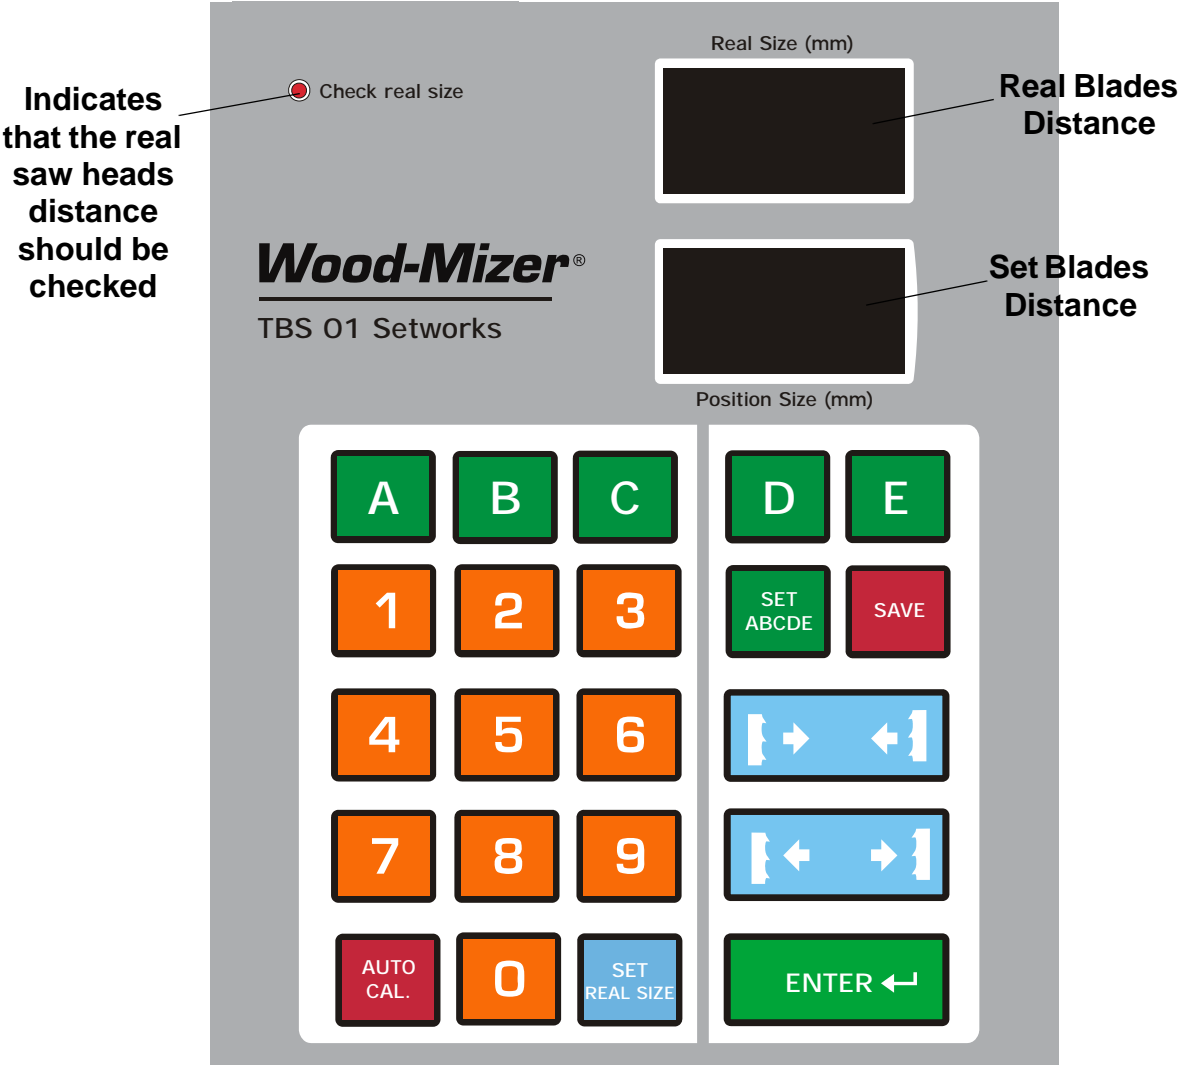 Real Size (mm)
Check real size
Indicates
that the real
saw heads
distance
should be
checked
Real Blades
Distance
Wood-Mizer®
TBS 01 Setworks
Set Blades
Distance
Position Size (mm)
A B C D E
1 2 3
SET
ABCDE
SAVE
4 5 6
7 8 9
AUTO
CAL.
0
SET
REAL SIZE
ENTER